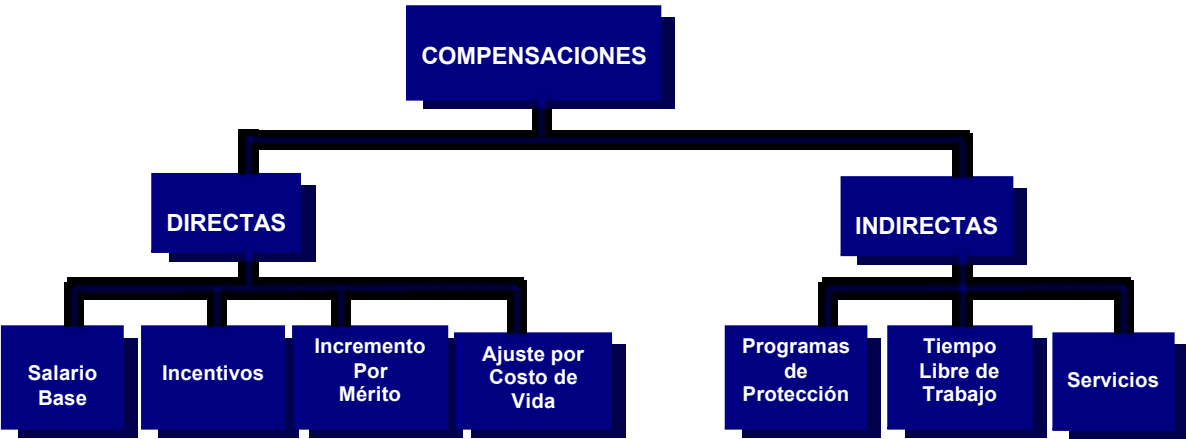 COMPENSACIONES
DIRECTAS
INDIRECTAS
Salario
Base
Incentivos
Incremento
Por
Mérito
Ajuste por
Costo de
Vida
Programas
de
Protección
Tiempo
Libre de
Trabajo
Servicios